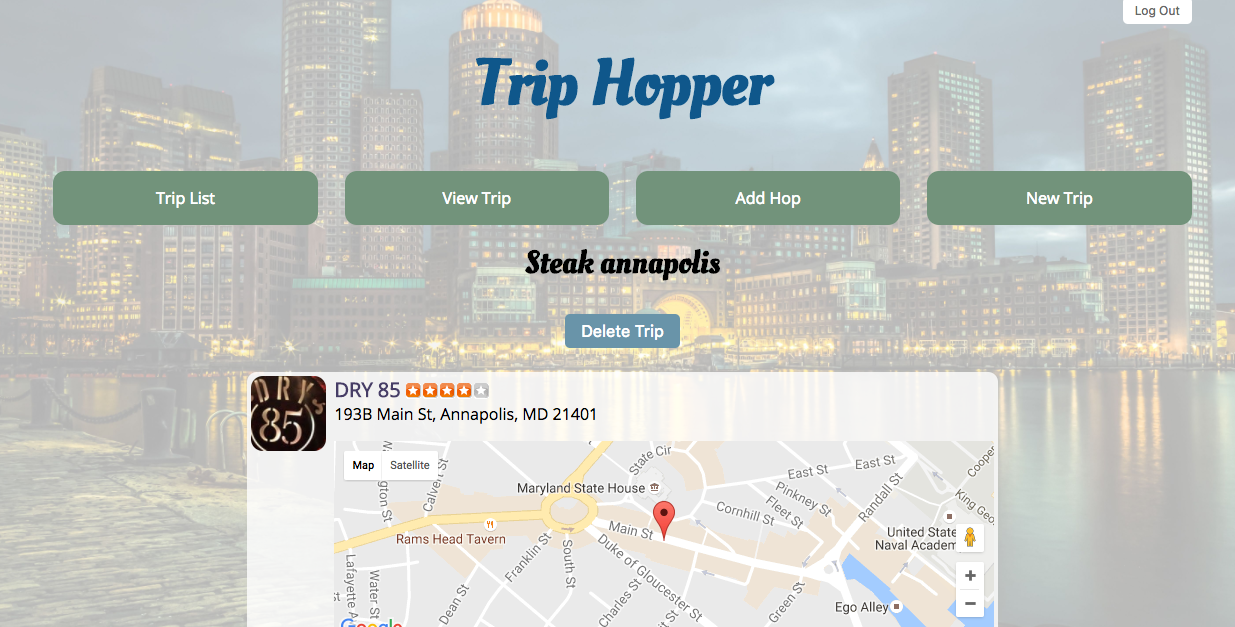 Log Out
Trip Hopper
Trip List
View Trip
Add Hop
New Trip
Steak annapolis
Delete Trip
DRY 85
193B Main St, Annapolis, MD 21401
DRYS
85
Map
Satellite
State Cir
East St
East St
Cooper
Calvert St
gton St
Maryland State House
Pinkney St
Randall St
King Geo
Fleet St
Cornhill St
Main St
United State
Naval Academ
Rams Head Tavern
Franklin St
South St
Duke of Gloucester St
Lafayette A
Water St
Dean St
Charles St
Green St
Ego Alley
+
−
Google